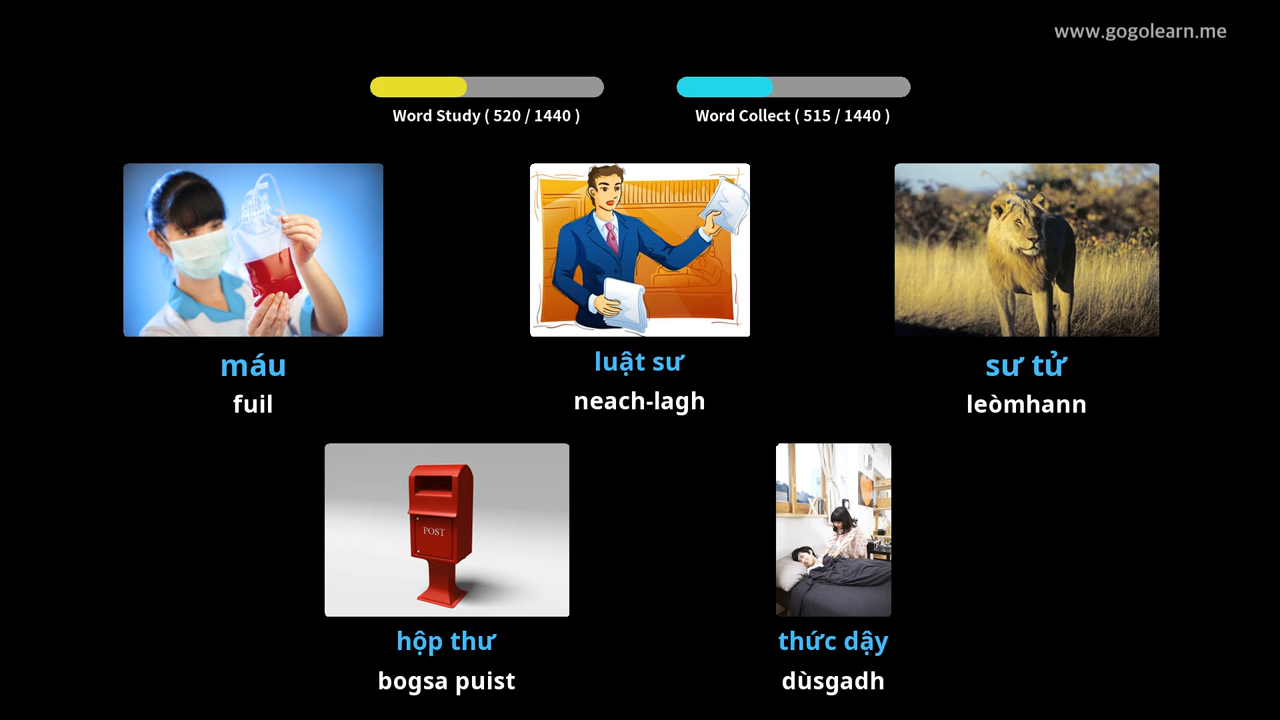 www.gogolearn.me
Word Study ( 520 / 1440 )
Word Collect ( 515 / 1440 )
máu
fuil
luật sư
neach-lagh
sư tử
leòmhann
POST
hộp thư
bogsa puist
thức dậy
dùsgadh